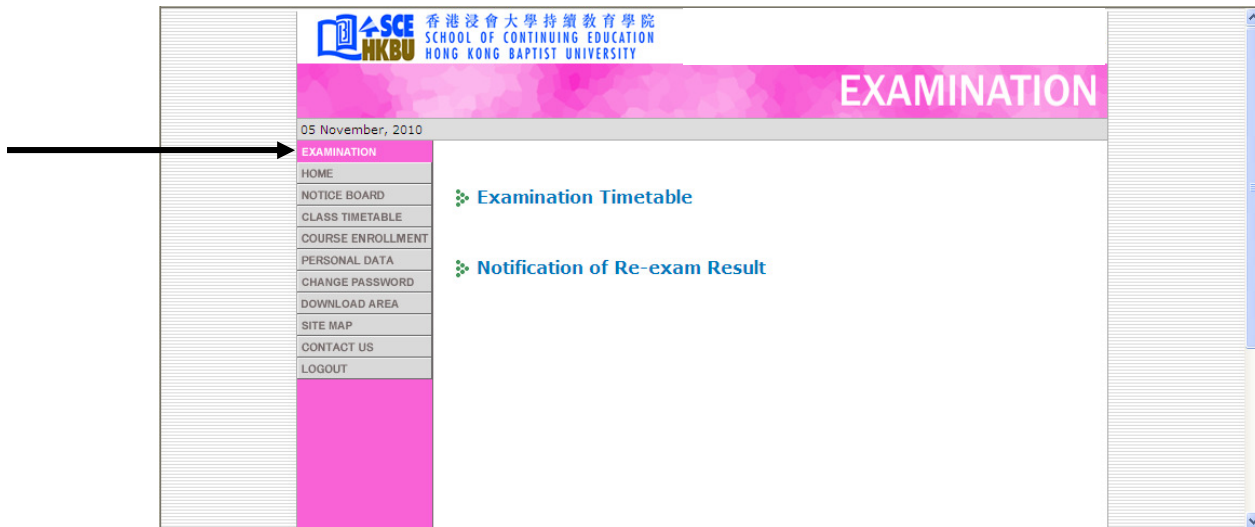 SCE
HKBU
香港浸會大學持續教育學院
SCHOOL OF CONTINUING EDUCATION
HONG KONG BAPTIST UNIVERSITY
EXAMINATION
05 November, 2010
EXAMINATION
HOME
NOTICE BOARD
CLASS TIMETABLE
COURSE ENROLLMENT
PERSONAL DATA
CHANGE PASSWORD
DOWNLOAD AREA
SITE MAP
CONTACT US
LOGOUT
Examination Timetable
Notification of Re-exam Result